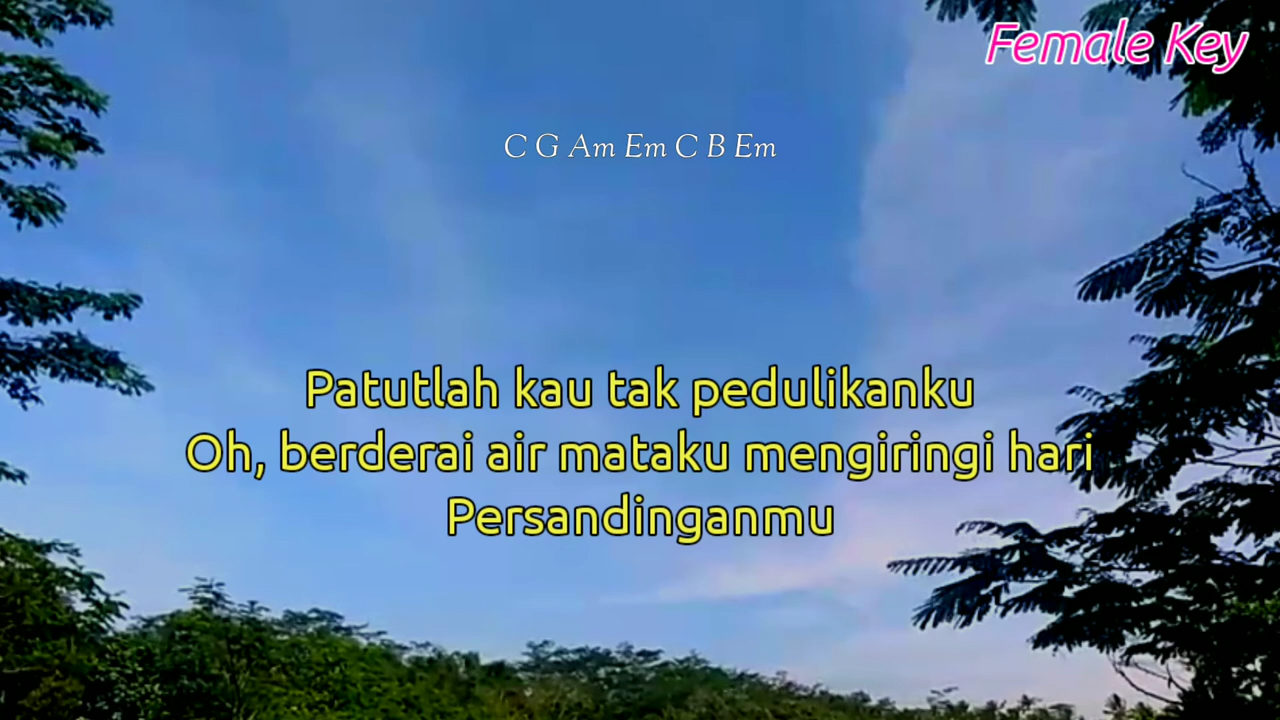 Female Key
C G Am Em C B Em
Patutlah kau tak pedulikanku
Oh, berderai air mataku mengiringi hari
Persandinganmu